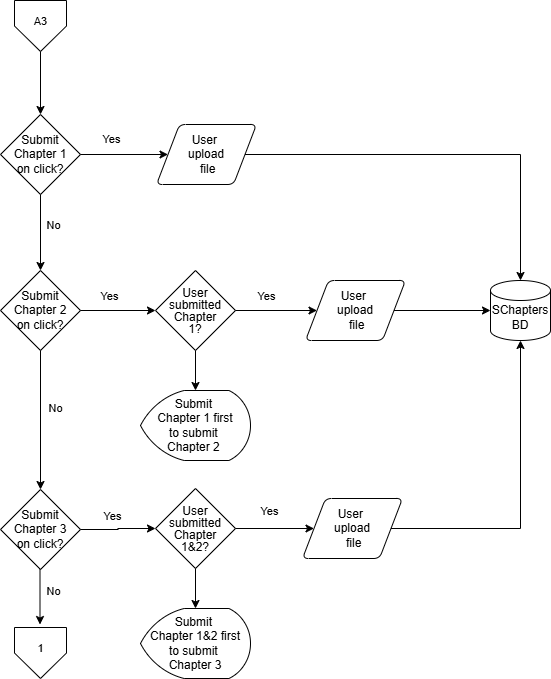 A3
Submit
Chapter 1
on click?
Yes
User
upload
file
No
Submit
Chapter 2
on click?
Yes
User
submitted
Chapter
1?
Yes
User
upload
file
SChapters
BD
Submit
Chapter 1 first
to submit
Chapter 2
No
Submit
Chapter 3
on click?
Yes
User
submitted
Chapter
1&2?
Yes
User
upload
file
No
Submit
Chapter 1&2 first
to submit
Chapter 3
1